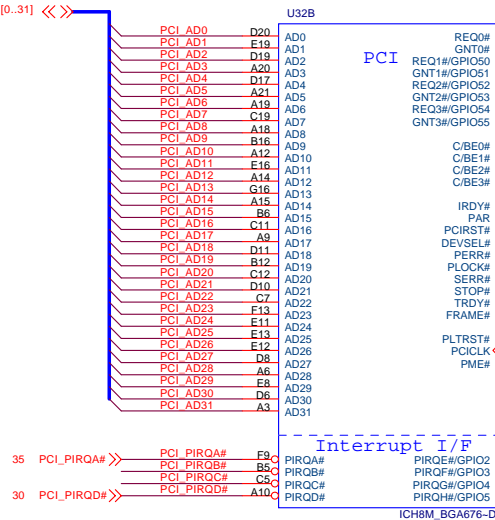 [0..31]
U32B
PCI
PCI_AD0 D20 AD0 REQ0#
PCI_AD1 E19 AD1 GNT0#
PCI_AD2 D19 AD2 REQ1#/GPIO50
PCI_AD3 A20 AD3 GNT1#/GPIO51
PCI_AD4 D17 AD4 REQ2#/GPIO52
PCI_AD5 A21 AD5 GNT2#/GPIO53
PCI_AD6 A19 AD6 REQ3#/GPIO54
PCI_AD7 C19 AD7 GNT3#/GPIO55
PCI_AD8 A18 AD8
PCI_AD9 B16 AD9 C/BE0#
PCI_AD10 A12 AD10 C/BE1#
PCI_AD11 E16 AD11 C/BE2#
PCI_AD12 A14 AD12 C/BE3#
PCI_AD13 G16 AD13
PCI_AD14 A15 AD14 IRDY#
PCI_AD15 B6 AD15 PAR
PCI_AD16 C11 AD16 PCIRST#
PCI_AD17 A9 AD17 DEVSEL#
PCI_AD18 D11 AD18 PERR#
PCI_AD19 B12 AD19 PLOCK#
PCI_AD20 C12 AD20 SERR#
PCI_AD21 D10 AD21 STOP#
PCI_AD22 C7 AD22 TRDY#
PCI_AD23 F13 AD23 FRAME#
PCI_AD24 E11 AD24
PCI_AD25 E13 AD25 PLTRST#
PCI_AD26 E12 AD26 PCICLK
PCI_AD27 D8 AD27 PME#
PCI_AD28 A6 AD28
PCI_AD29 E8 AD29
PCI_AD30 D6 AD30
PCI_AD31 A3 AD31
Interrupt I/F
35 PCI_PIRQA# PCI_PIRQA# F9 PIRQA# PIRQE#/GPIO2
PCI_PIRQB# B5 PIRQB# PIRQF#/GPIO3
PCI_PIRQC# C5 PIRQC# PIRQG#/GPIO4
30 PCI_PIRQD# PCI_PIRQD# A10 PIRQD# PIRQH#/GPIO5
ICH8M_BGA676~D